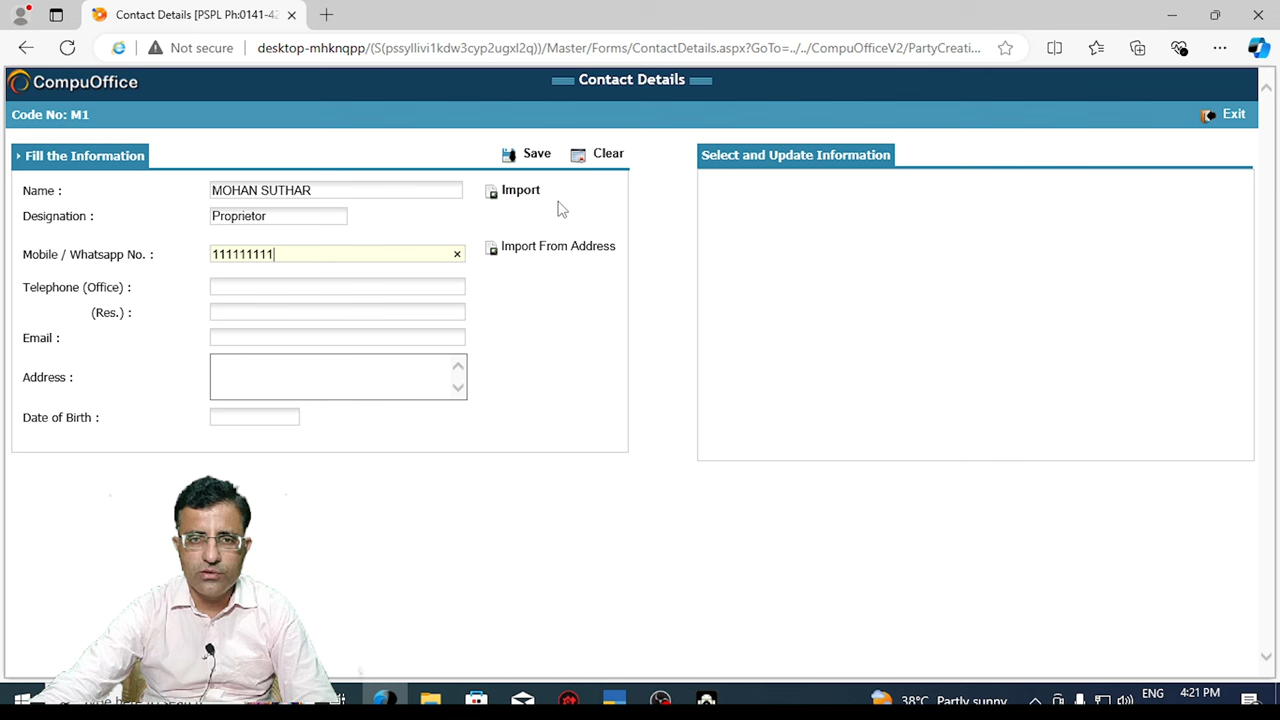 Contact Details [PSPL Ph:0141-42
Not secure
desktop-mhknqpp/(S(pssyllivi1kdw3cyp2ugxl2q))/Master/Forms/ContactDetails.aspx?GoTo=../../CompuOfficeV2/PartyCreati...
CompuOffice
Contact Details
Code No: M1
Exit
Fill the Information
Save
Clear
Select and Update Information
Name :
MOHAN SUTHAR
Import
Designation :
Proprietor
Import From Address
Mobile / Whatsapp No. :
111111111
Telephone (Office) :
(Res.) :
Email :
Address :
Date of Birth :
38°C Partly sunny
ENG
4:21 PM